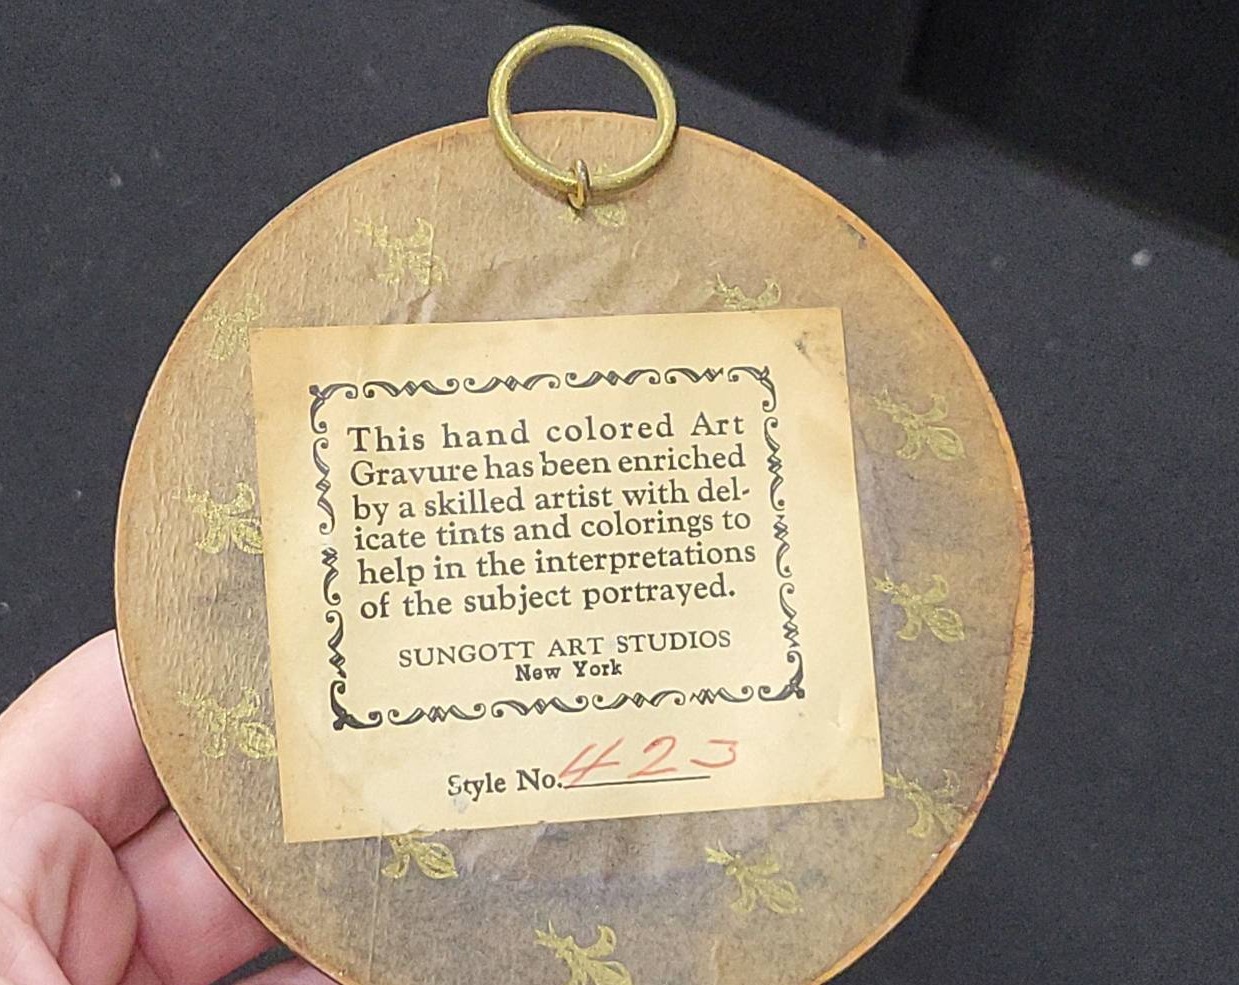 This hand colored Art
Gravure has been enriched
by a skilled artist with del-
icate tints and colorings to
help in the interpretations
of the subject portrayed.
SUNGOTT ART STUDIOS
New York
Style No. 423